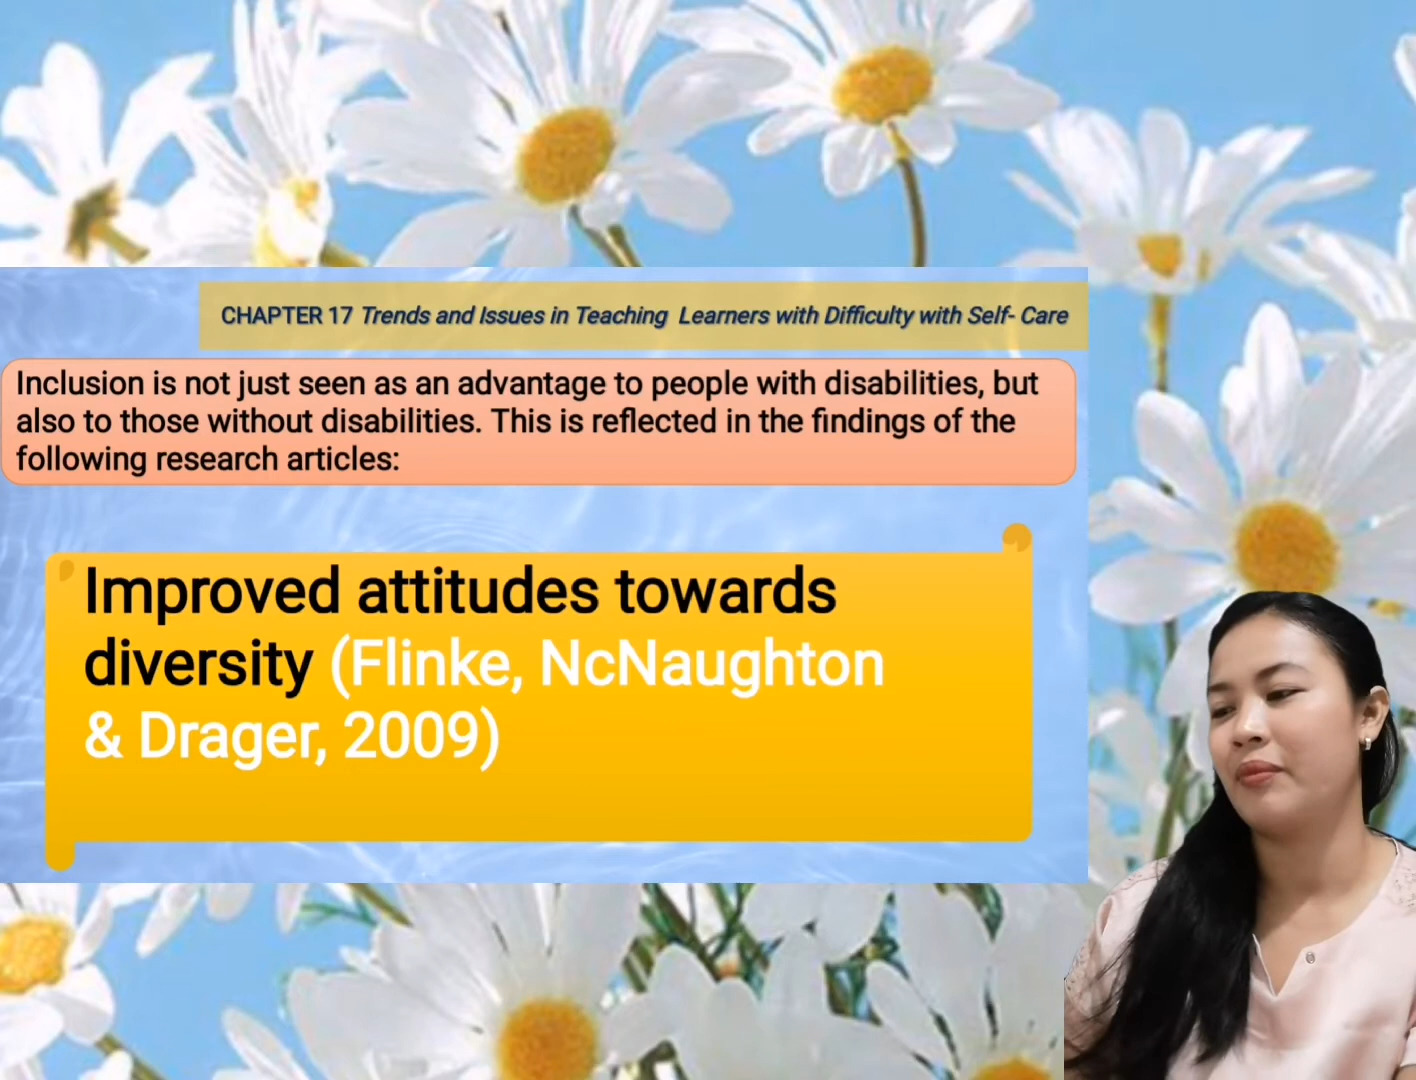 CHAPTER 17 Trends and Issues in Teaching Learners with Difficulty with Self- Care
Inclusion is not just seen as an advantage to people with disabilities, but
also to those without disabilities. This is reflected in the findings of the
following research articles:
Improved attitudes towards
diversity (Flinke, NcNaughton
& Drager, 2009)